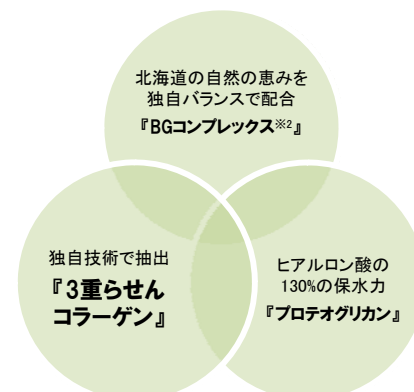 北海道の自然の恵みを
独自バランスで配合
『BGコンプレックス※2』
独自技術で抽出
『3重らせん
コラーゲン』
ヒアルロン酸の
130%の保水力
『プロテオグリカン』